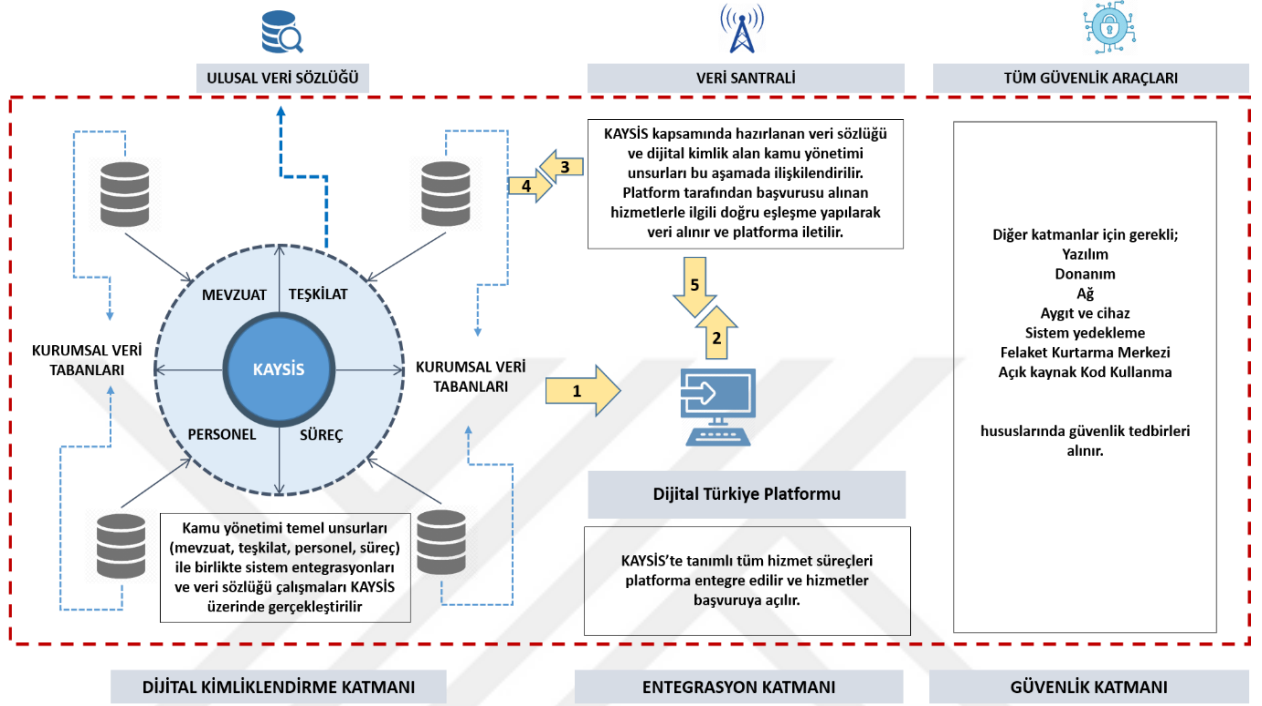 ULUSAL VERİ SÖZLÜĞÜ
VERİ SANTRALİ
TÜM GÜVENLİK ARAÇLARI
MEVZUAT
TEŞKİLAT
KAYSİS
PERSONEL
SÜREÇ
KURUMSAL VERİ
TABANLARI
KURUMSAL VERİ
TABANLARI
Kamu yönetimi temel unsurları
(mevzuat, teşkilat, personel, süreç)
ile birlikte sistem entegrasyonları
ve veri sözlüğü çalışmaları KAYSİS
üzerinde gerçekleştirilir
4
3
1
KAYSİS kapsamında hazırlanan veri sözlüğü
ve dijital kimlik alan kamu yönetimi
unsurları bu aşamada ilişkilendirilir.
Platform tarafından başvurusu alınan
hizmetlerle ilgili doğru eşleşme yapılarak
veri alınır ve platforma iletilir.
5
2
Dijital Türkiye Platformu
KAYSİS’te tanımlı tüm hizmet süreçleri
platforma entegre edilir ve hizmetler
başvuruya açılır.
Diğer katmanlar için gerekli;
Yazılım
Donanım
Ağ
Aygıt ve cihaz
Sistem yedekleme
Felaket Kurtarma Merkezi
Açık kaynak Kod Kullanma
hususlarında güvenlik tedbirleri
alınır.
DİJİTAL KİMLİKLENDİRME KATMANI
ENTEGRASYON KATMANI
GÜVENLİK KATMANI